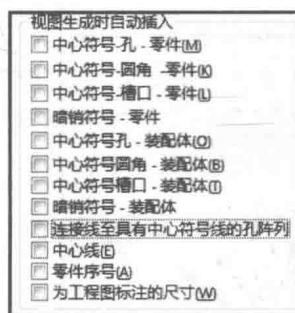 视图生成时自动插入
中心符号-孔 - 零件(M)
中心符号-圆角 -零件(K)
中心符号-槽口 - 零件(L)
暗销符号 - 零件
中心符号孔 - 装配体(O)
中心符号圆角 - 装配体(B)
中心符号槽口 - 装配体(T)
暗销符号 - 装配体
连接线至具有中心符号线的孔阵列
中心线(E)
零件序号(A)
为工程图标注的尺寸(W)